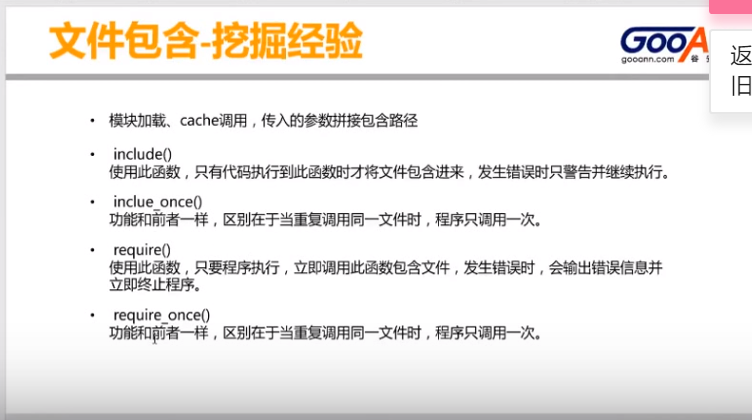 文件包含-挖掘经验
GOOA
gooann.com 谷
返
旧
• 模块加载、cache调用，传入的参数拼接包含路径
• include()
使用此函数，只有代码执行到此函数时才将文件包含进来，发生错误时只警告并继续执行。
• inclue_once()
功能和前者一样，区别在于当重复调用同一文件时，程序只调用一次。
• require()
使用此函数，只要程序执行，立即调用此函数包含文件，发生错误时，会输出错误信息并
立即终止程序。
• require_once()
功能和前者一样，区别在于当重复调用同一文件时，程序只调用一次。